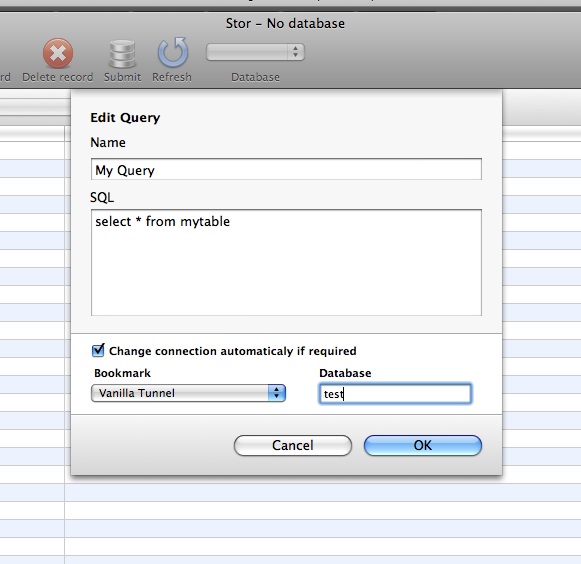 Stor – No database
rd Delete record Submit Refresh Database
Edit Query
Name
My Query
SQL
select * from mytable
Change connection automaticaly if required
Bookmark Database
Vanilla Tunnel test
Cancel OK